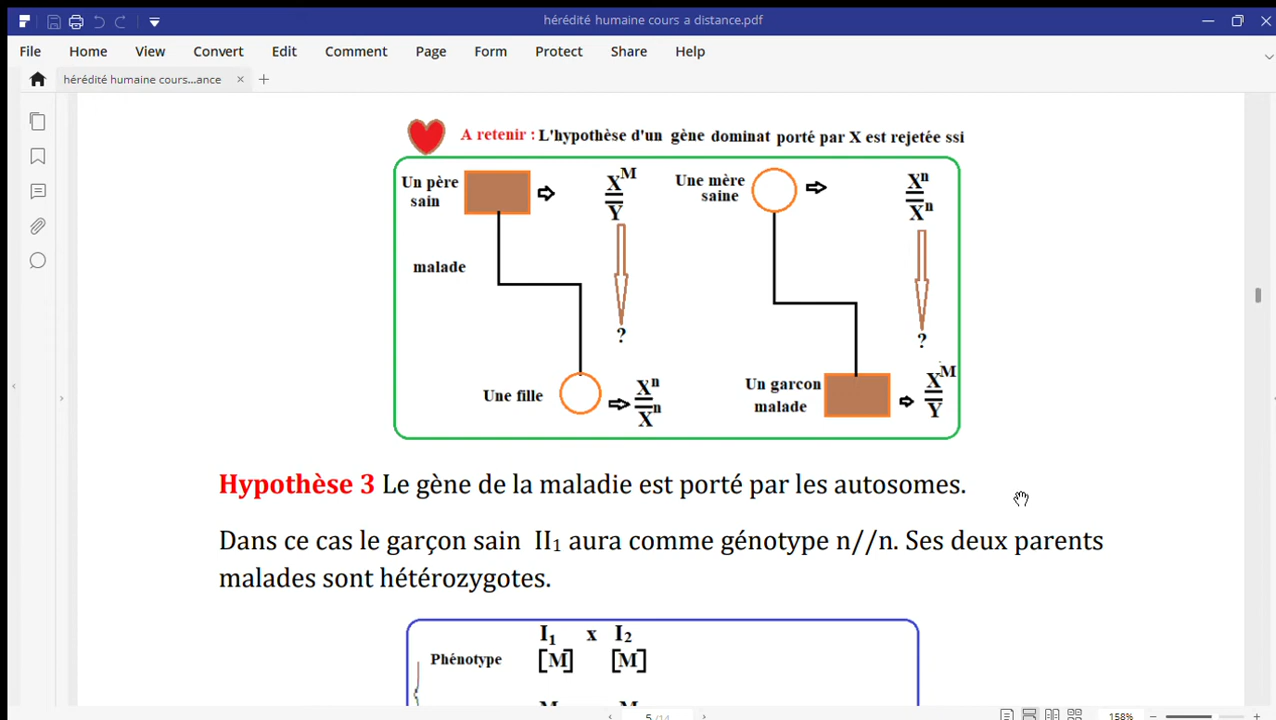 hérédité humaine cours a distance.pdf
File Home View Convert Edit Comment Page Form Protect Share Help
hérédité humaine cours...ance
A retenir : L'hypothèse d'un gène dominat porté par X est rejetée ssi
Un père
sain
X^M
Y
Une mère
saine
X^n
X^n
malade
?
?
Une fille
X^n
X^n
Un garcon
malade
X^M
Y
Hypothèse 3 Le gène de la maladie est porté par les autosomes.
Dans ce cas le garçon sain II₁ aura comme génotype n//n. Ses deux parents
malades sont hétérozygotes.
I₁ x I₂
Phénotype [M] [M]
5 /14
158%